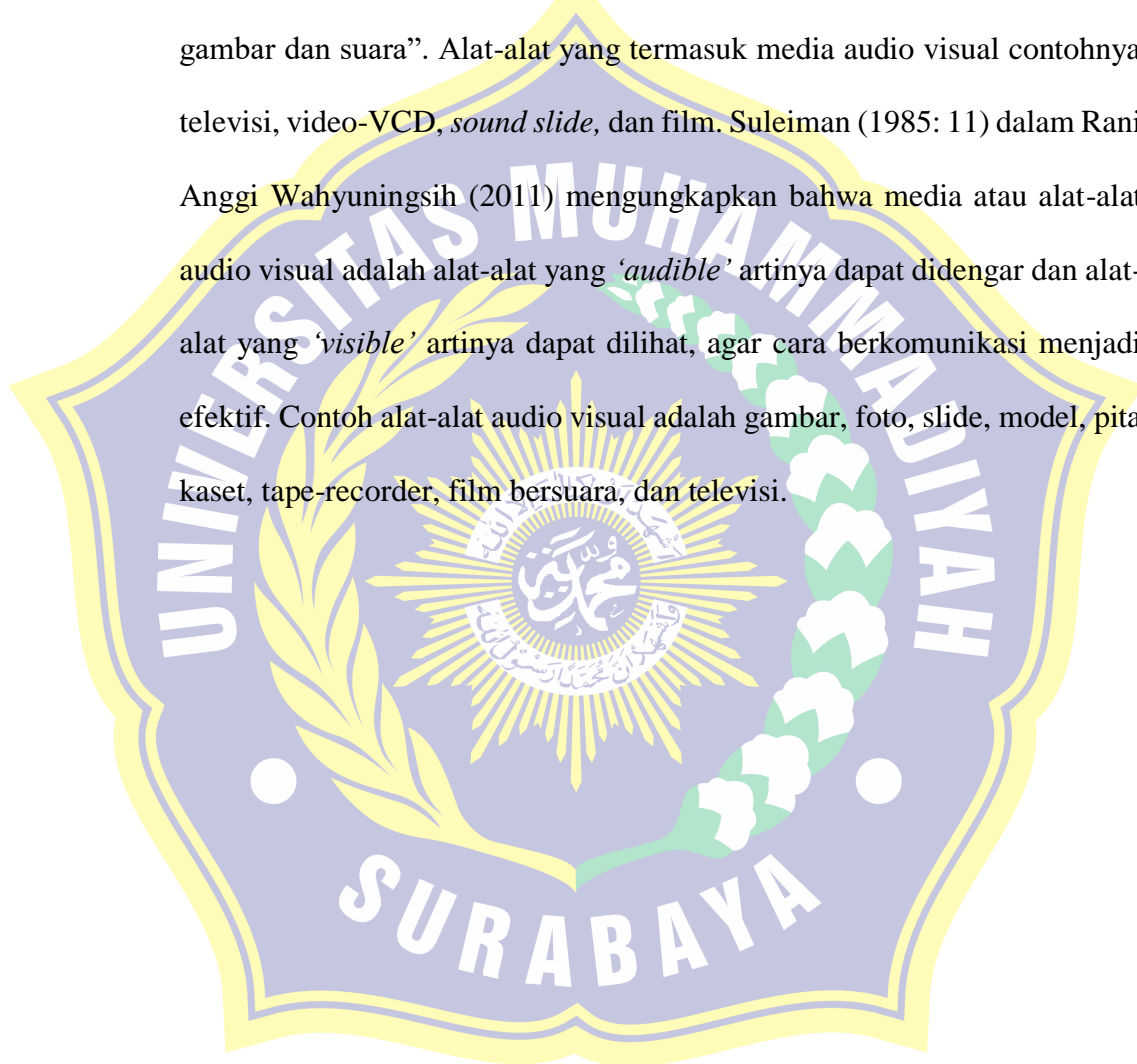 gambar dan suara”. Alat-alat yang termasuk media audio visual contohnya
televisi, video-VCD, sound slide, dan film. Suleiman (1985: 11) dalam Rani
Anggi Wahyuningsih (2011) mengungkapkan bahwa media atau alat-alat
audio visual adalah alat-alat yang ‘audible’ artinya dapat didengar dan alat-
alat yang ‘visible’ artinya dapat dilihat, agar cara berkomunikasi menjadi
efektif. Contoh alat-alat audio visual adalah gambar, foto, slide, model, pita
kaset, tape-recorder, film bersuara, dan televisi.
UNIVERSITAS MUHAMMADIYAH
محمد
SURABAYA